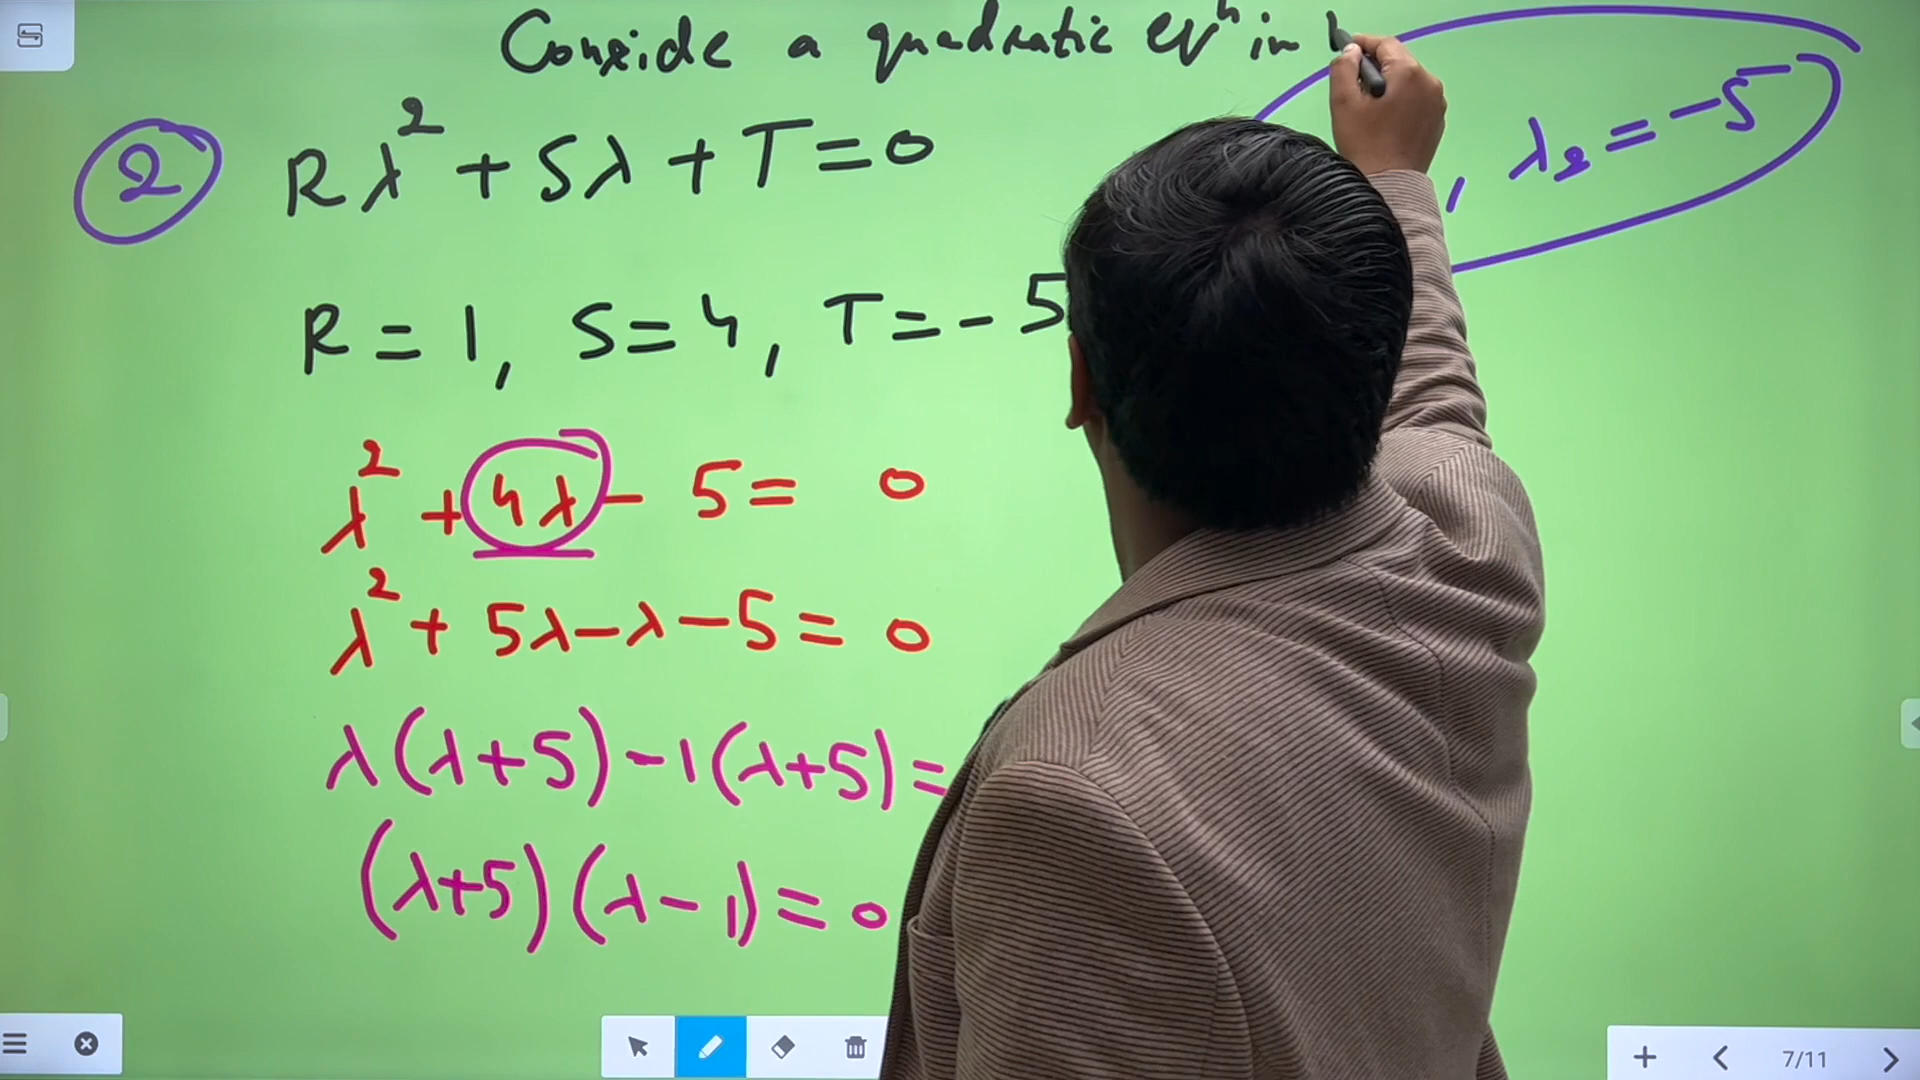 Conside a quadratic eqⁿ in
② Rλ² + Sλ + T = 0
, λ₂ = -5
R = 1, S = 4, T = - 5
λ² + 4λ - 5 = 0
λ² + 5λ - λ - 5 = 0
λ(λ+5) - 1(λ+5) =
(λ+5)(λ-1) = 0
7/11